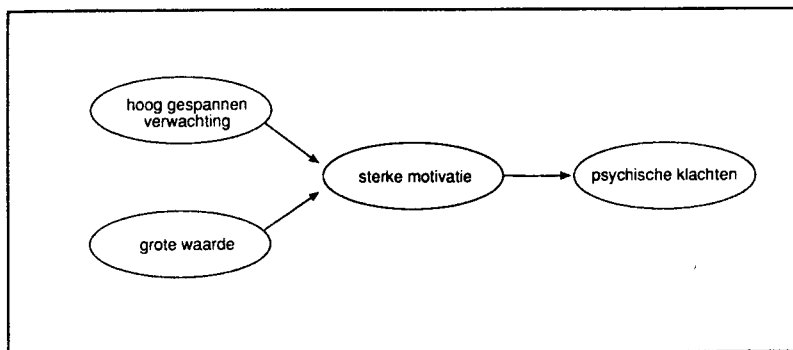 hoog gespannen
verwachting
sterke motivatie
psychische klachten
grote waarde